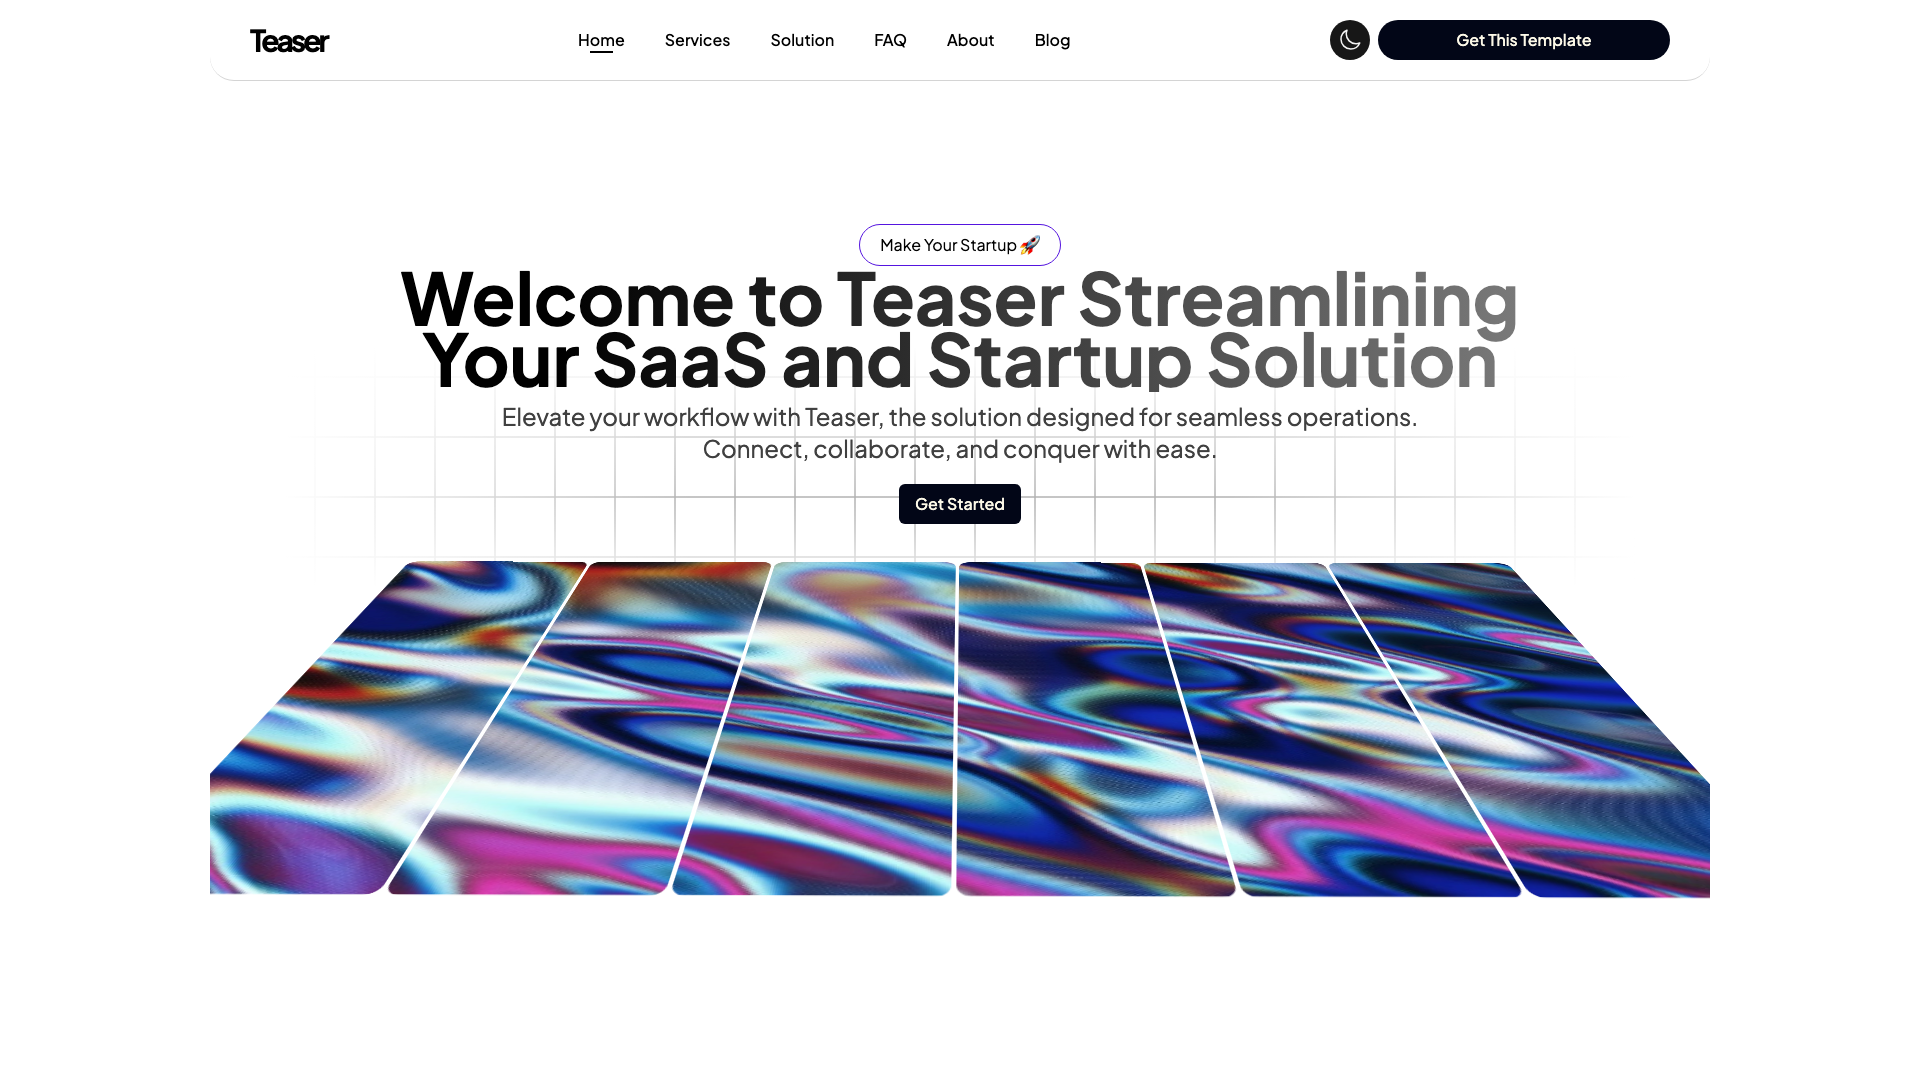 Teaser
Home
Services
Solution
FAQ
About
Blog
Get This Template
Make Your Startup 🚀
Welcome to Teaser Streamlining
Your SaaS and Startup Solution
Elevate your workflow with Teaser, the solution designed for seamless operations.
Connect, collaborate, and conquer with ease.
Get Started